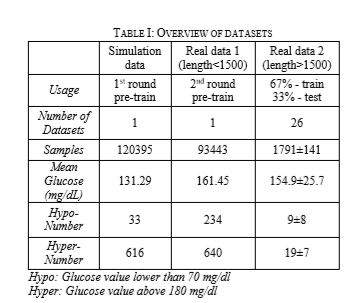 TABLE I: OVERVIEW OF DATASETS
Simulation data
Real data 1 (length<1500)
Real data 2 (length>1500)
Usage
1st round pre-train
2nd round pre-train
67% - train
33% - test
Number of Datasets
1
1
26
Samples
120395
93443
1791±141
Mean Glucose (mg/dL)
131.29
161.45
154.9±25.7
Hypo-Number
33
234
9±8
Hyper-Number
616
640
19±7
Hypo: Glucose value lower than 70 mg/dl
Hyper: Glucose value above 180 mg/dl